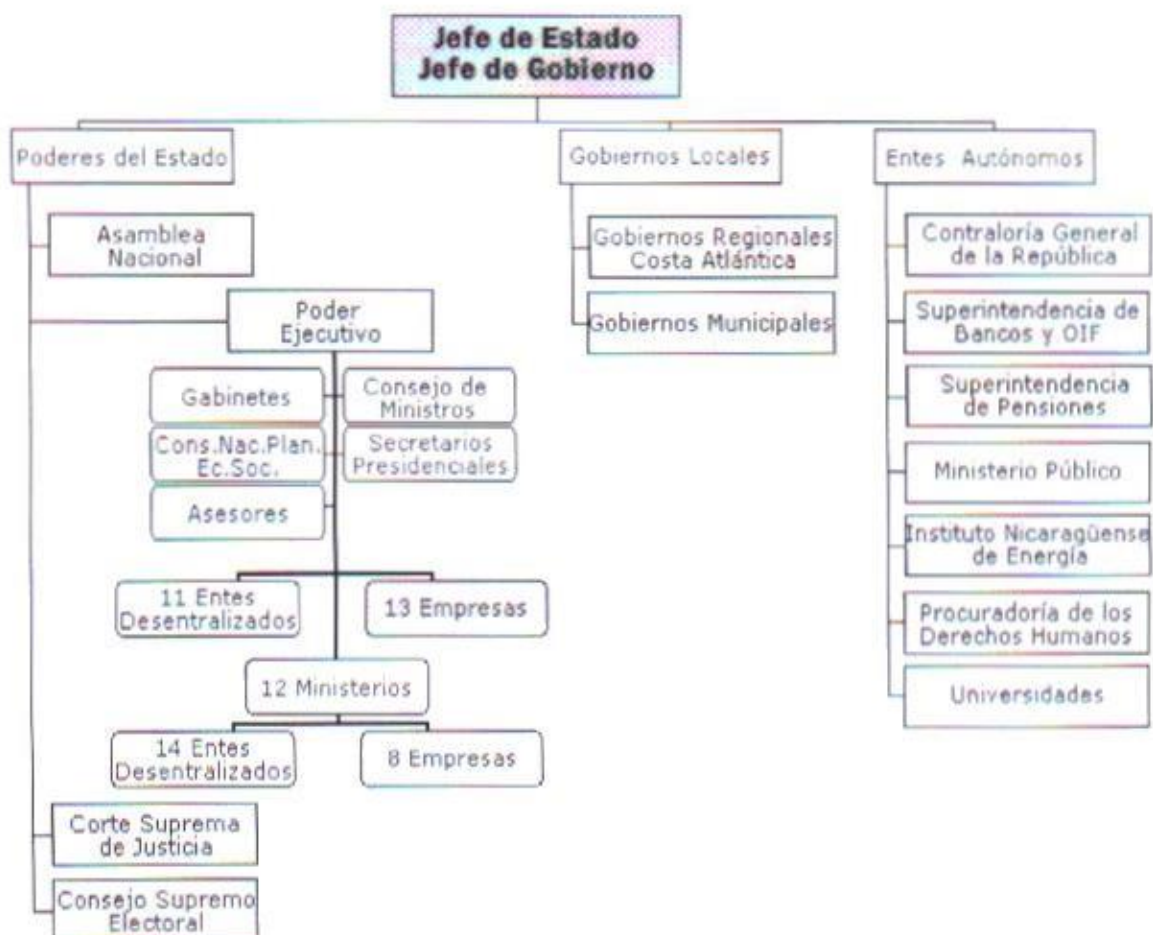 Jefe de Estado
Jefe de Gobierno
Poderes del Estado
Gobiernos Locales
Entes Autónomos
Asamblea
Nacional
Poder
Ejecutivo
Gabinetes
Consejo de
Ministros
Cons.Nac.Plan.
Ec.Soc.
Secretarios
Presidenciales
Asesores
11 Entes
Desentralizados
13 Empresas
12 Ministerios
14 Entes
Desentralizados
8 Empresas
Corte Suprema
de Justicia
Consejo Supremo
Electoral
Gobiernos Regionales
Costa Atlántica
Gobiernos Municipales
Contraloría General
de la República
Superintendencia de
Bancos y OIF
Superintendencia
de Pensiones
Ministerio Público
Instituto Nicaragüense
de Energía
Procuradoría de los
Derechos Humanos
Universidades